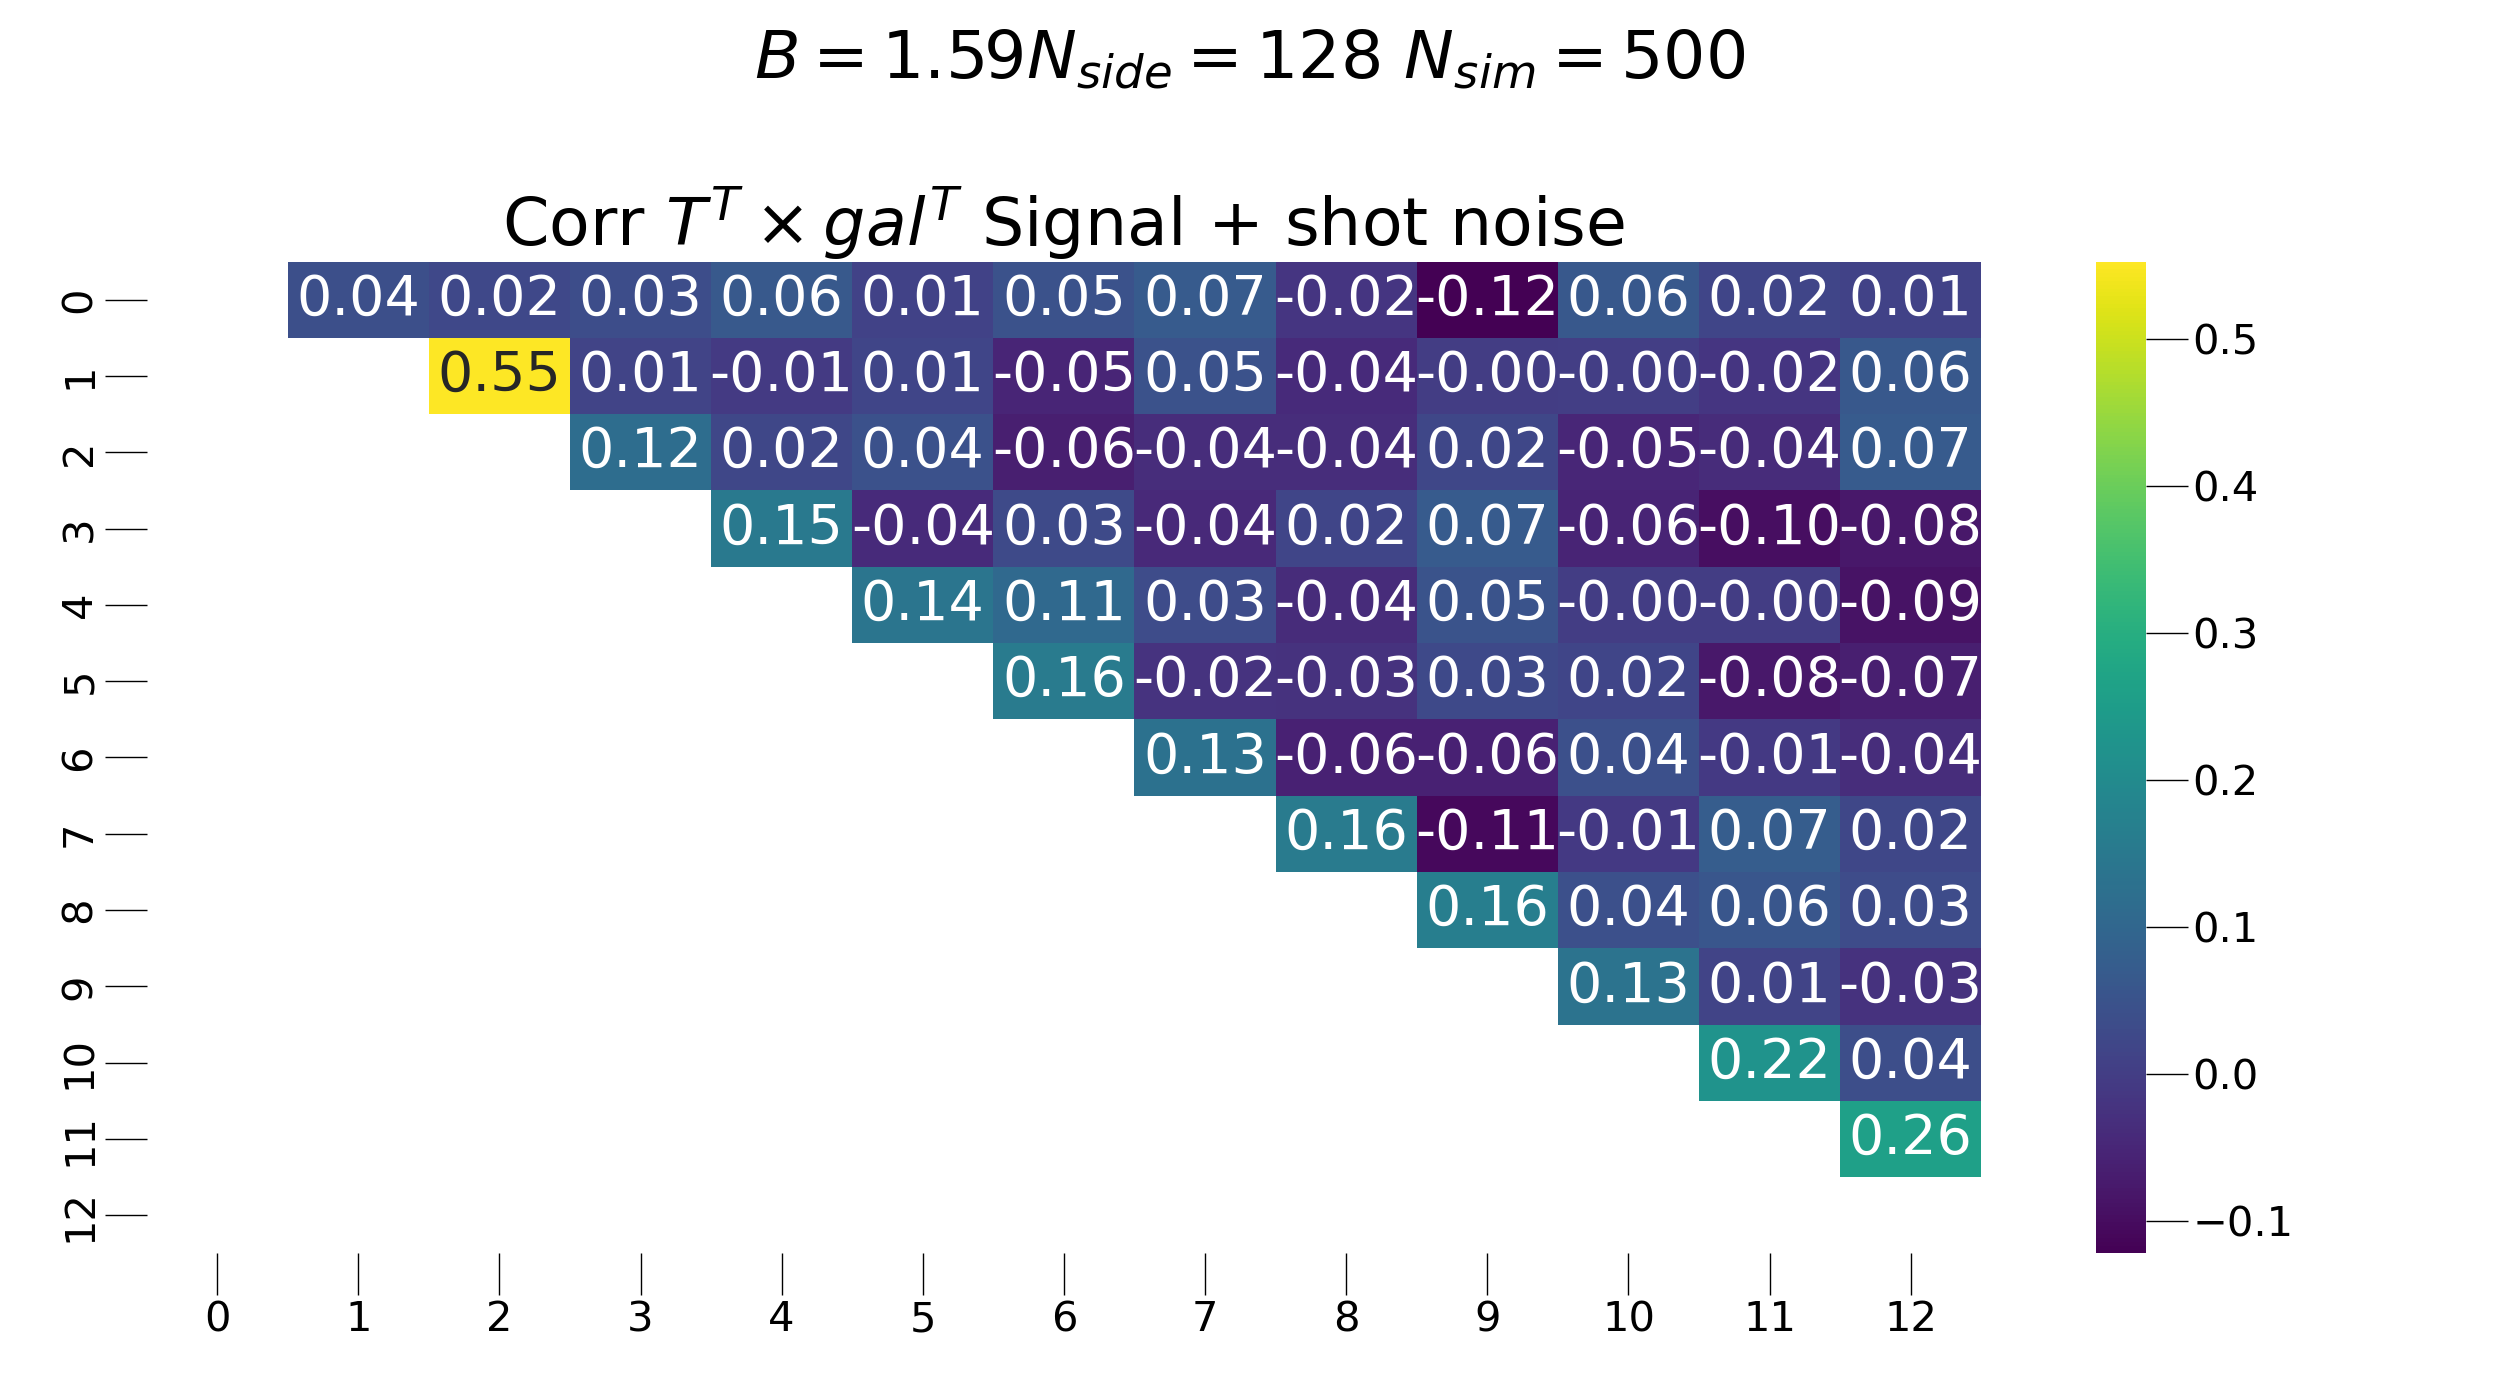 B = 1.59N_side = 128 N_sim = 500
Corr T^T × gal^T Signal + shot noise
0 0.04 0.02 0.03 0.06 0.01 0.05 0.07 -0.02 -0.12 0.06 0.02 0.01
1 0.55 0.01 -0.01 0.01 -0.05 0.05 -0.04 -0.00 -0.00 -0.02 0.06
2 0.12 0.02 0.04 -0.06 -0.04 -0.04 0.02 -0.05 -0.04 0.07
3 0.15 -0.04 0.03 -0.04 0.02 0.07 -0.06 -0.10 -0.08
4 0.14 0.11 0.03 -0.04 0.05 -0.00 -0.00 -0.09
5 0.16 -0.02 -0.03 0.03 0.02 -0.08 -0.07
6 0.13 -0.06 -0.06 0.04 -0.01 -0.04
7 0.16 -0.11 -0.01 0.07 0.02
8 0.16 0.04 0.06 0.03
9 0.13 0.01 -0.03
10 0.22 0.04
11 0.26
12
0 1 2 3 4 5 6 7 8 9 10 11 12
0.5
0.4
0.3
0.2
0.1
0.0
−0.1